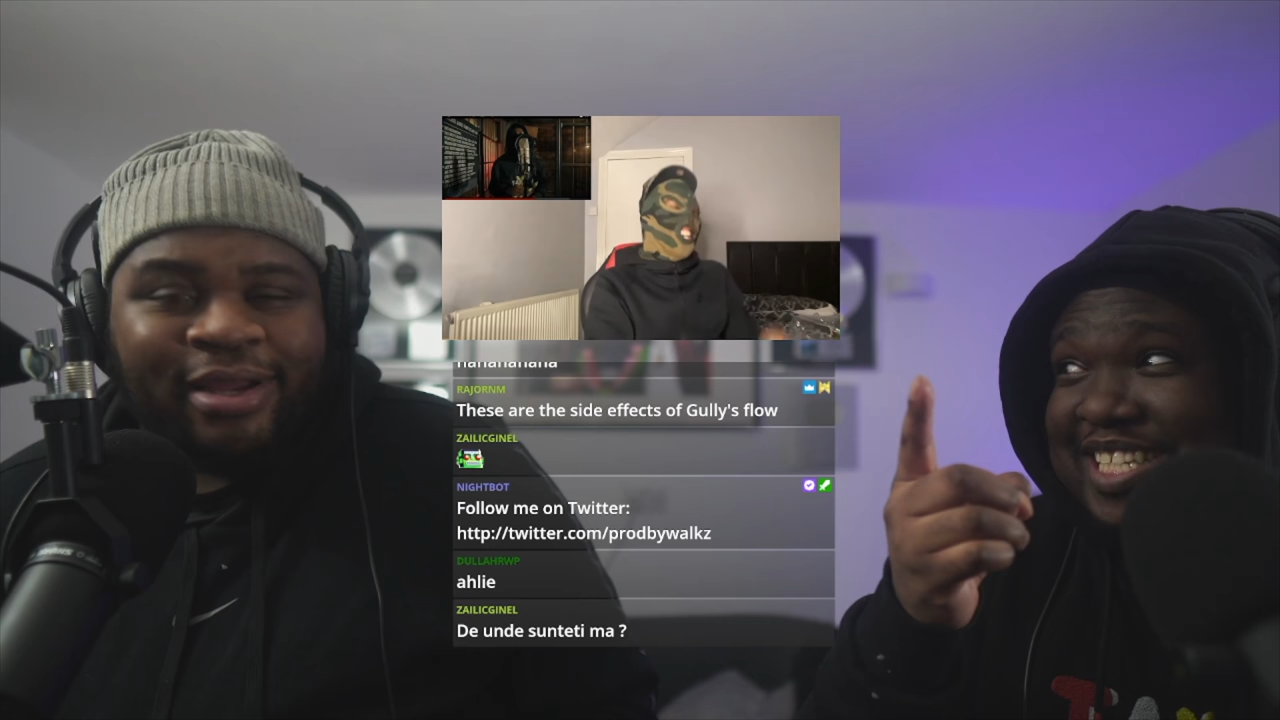 hahahahaha
RAJORNM
These are the side effects of Gully's flow
ZAILICGINEL
NIGHTBOT
Follow me on Twitter:
http://twitter.com/prodbywalkz
DULLAHRWP
ahlie
ZAILICGINEL
De unde sunteti ma ?